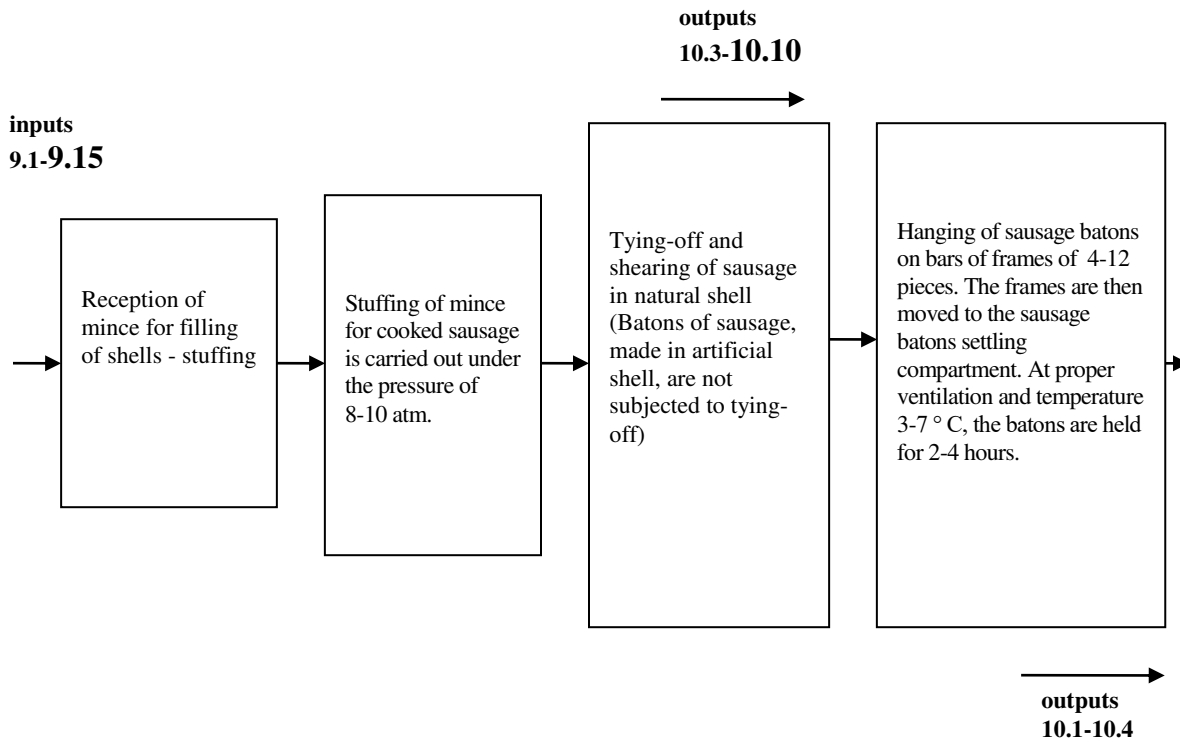 outputs
10.3-10.10
inputs
9.1-9.15
Reception of
mince for filling
of shells - stuffing
Stuffing of mince
for cooked sausage
is carried out under
the pressure of
8-10 atm.
Tying-off and
shearing of sausage
in natural shell
(Batons of sausage,
made in artificial
shell, are not
subjected to tying-
off)
Hanging of sausage batons
on bars of frames of 4-12
pieces. The frames are then
moved to the sausage
batons settling
compartment. At proper
ventilation and temperature
3-7 ° C, the batons are held
for 2-4 hours.
outputs
10.1-10.4